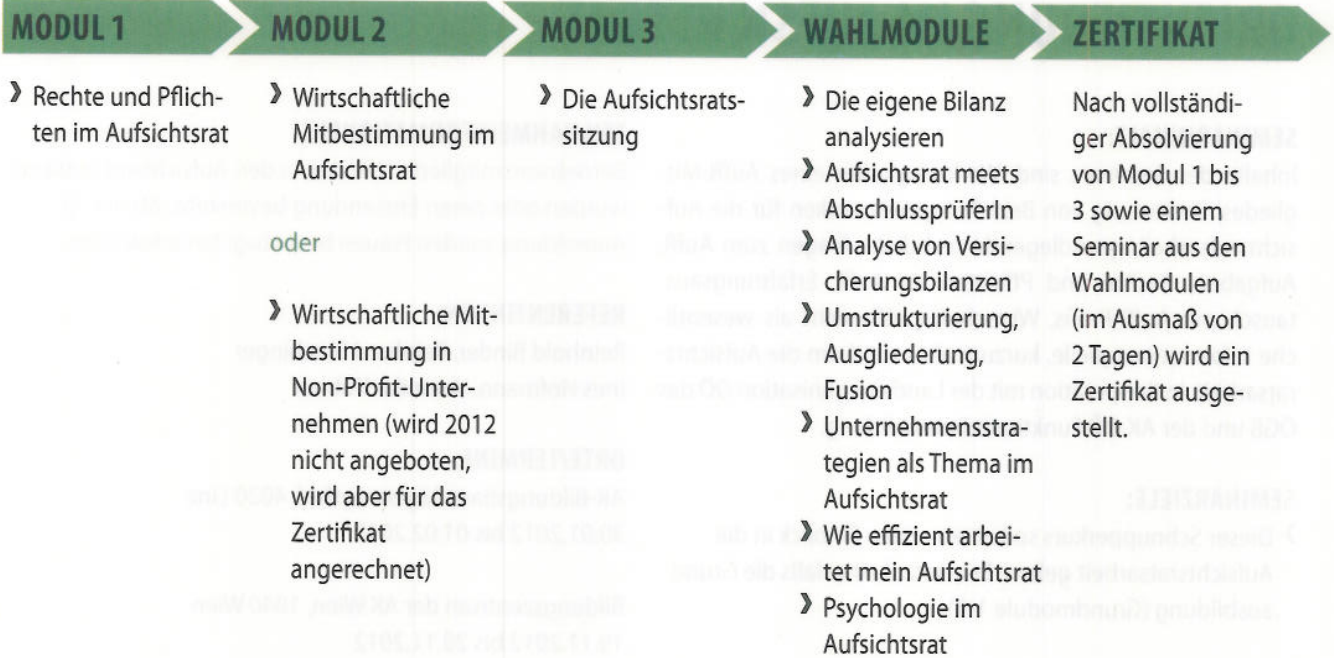 MODUL 1
Rechte und Pflich-
ten im Aufsichtsrat
MODUL 2
Wirtschaftliche
Mitbestimmung im
Aufsichtsrat
oder
Wirtschaftliche Mit-
bestimmung in
Non-Profit-Unter-
nehmen (wird 2012
nicht angeboten,
wird aber für das
Zertifikat
angerechnet)
MODUL 3
Die Aufsichtsrats-
sitzung
WAHLMODULE
Die eigene Bilanz
analysieren
Aufsichtsrat meets
AbschlussprüferIn
Analyse von Versi-
cherungsbilanzen
Umstrukturierung,
Ausgliederung,
Fusion
Unternehmensstra-
tegien als Thema im
Aufsichtsrat
Wie effizient arbei-
tet mein Aufsichtsrat
Psychologie im
Aufsichtsrat
ZERTIFIKAT
Nach vollständi-
ger Absolvierung
von Modul 1 bis
3 sowie einem
Seminar aus den
Wahlmodulen
(im Ausmaß von
2 Tagen) wird ein
Zertifikat ausge-
stellt.